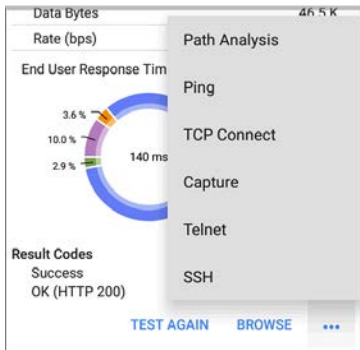 Data Bytes 46.5 K
Rate (bps)
End User Response Tim
3.6 %
10.0 %
2.9 %
140 ms
Path Analysis
Ping
TCP Connect
Capture
Telnet
SSH
Result Codes
Success
OK (HTTP 200)
TEST AGAIN BROWSE